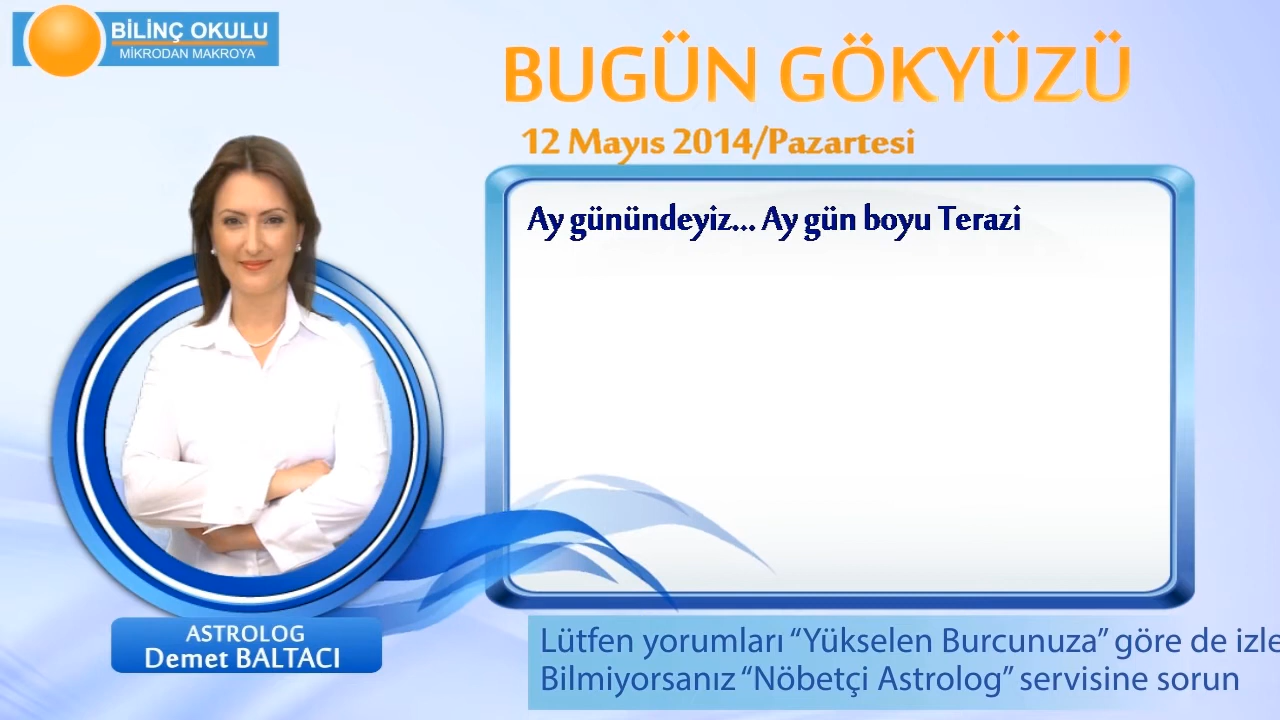 BİLİNÇ OKULU
MİKRODAN MAKROYA
BUGÜN GÖKYÜZÜ
12 Mayıs 2014/Pazartesi
Ay günündeyiz... Ay gün boyu Terazi
ASTROLOG
Demet BALTACI
Lütfen yorumları “Yükselen Burcunuza” göre de izle
Bilmiyorsanız “Nöbetçi Astrolog” servisine sorun